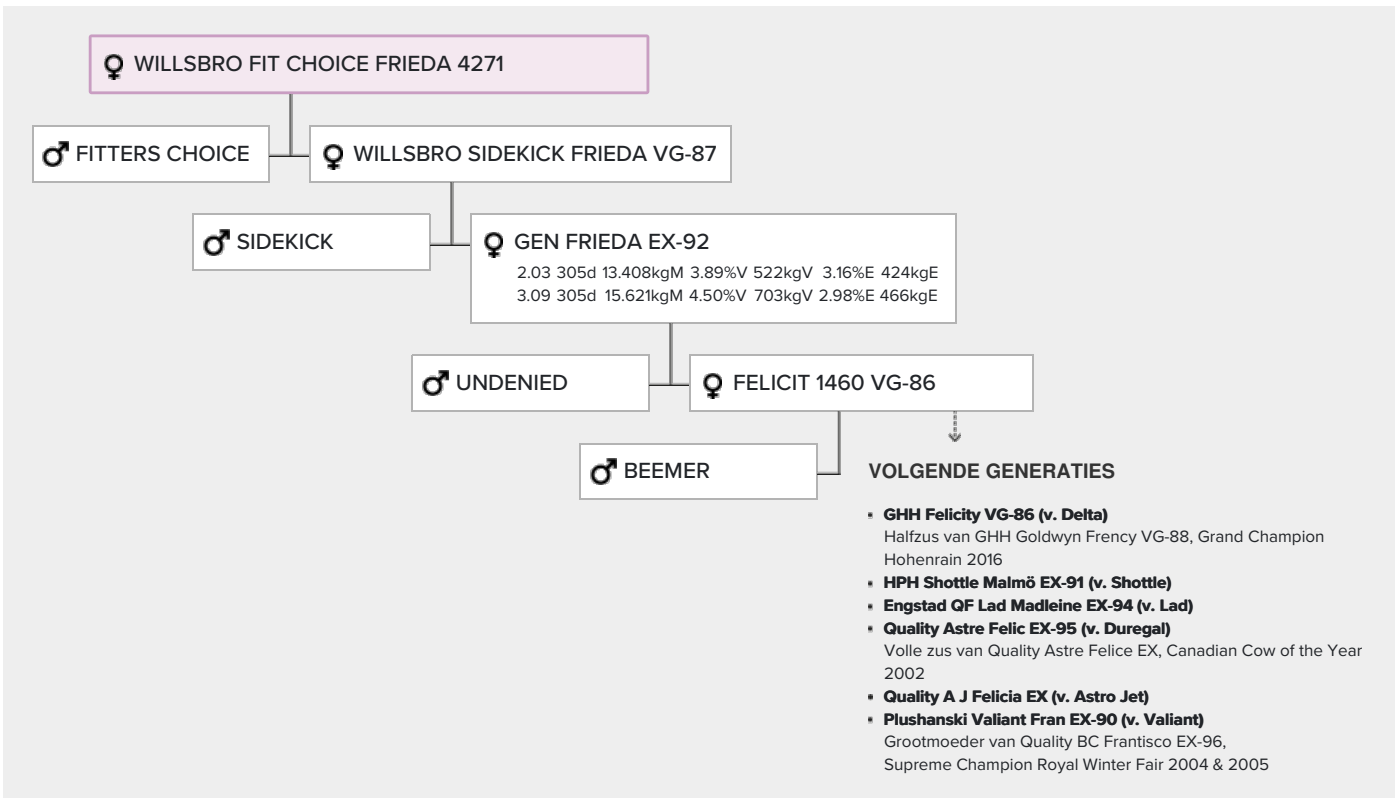 WILLSBRO FIT CHOICE FRIEDA 4271
FITTERS CHOICE
WILLSBRO SIDEKICK FRIEDA VG-87
SIDEKICK
GEN FRIEDA EX-92
2.03 305d 13.408kgM 3.89%V 522kgV 3.16%E 424kgE
3.09 305d 15.621kgM 4.50%V 703kgV 2.98%E 466kgE
UNDENIED
FELICIT 1460 VG-86
BEEMER
VOLGENDE GENERATIES
GHH Felicity VG-86 (v. Delta)
Halfzus van GHH Goldwyn Frency VG-88, Grand Champion
Hohenrain 2016
HPH Shottle Malmö EX-91 (v. Shottle)
Engstad QF Lad Madleine EX-94 (v. Lad)
Quality Astre Felic EX-95 (v. Duregal)
Volle zus van Quality Astre Felice EX, Canadian Cow of the Year
2002
Quality A J Felicia EX (v. Astro Jet)
Plushanski Valiant Fran EX-90 (v. Valiant)
Grootmoeder van Quality BC Frantisco EX-96,
Supreme Champion Royal Winter Fair 2004 & 2005